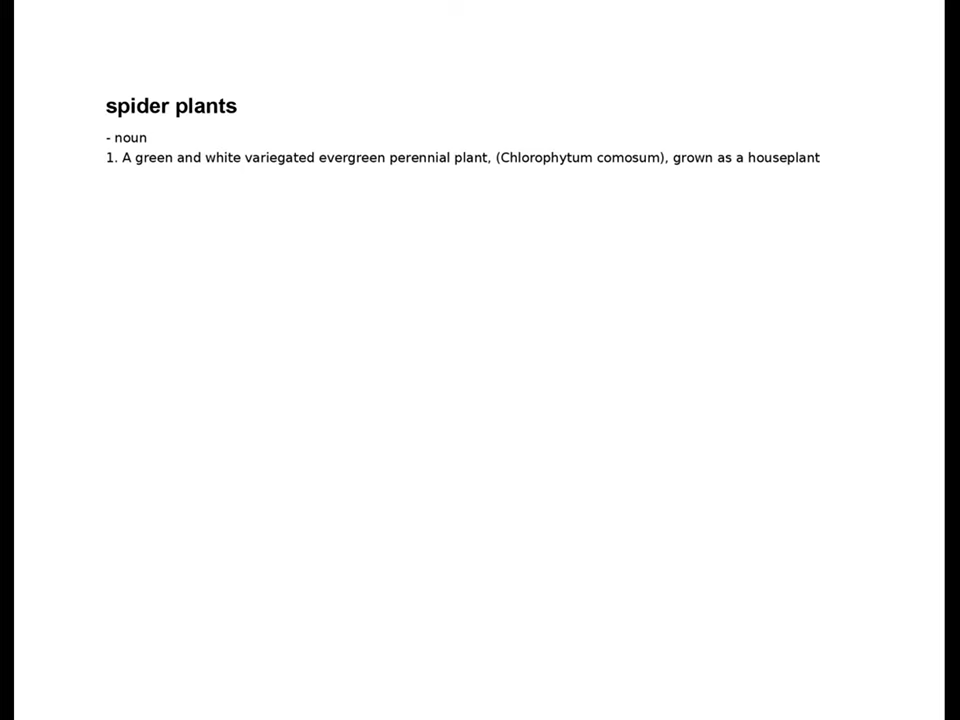 spider plants
- noun
1. A green and white variegated evergreen perennial plant, (Chlorophytum comosum), grown as a houseplant